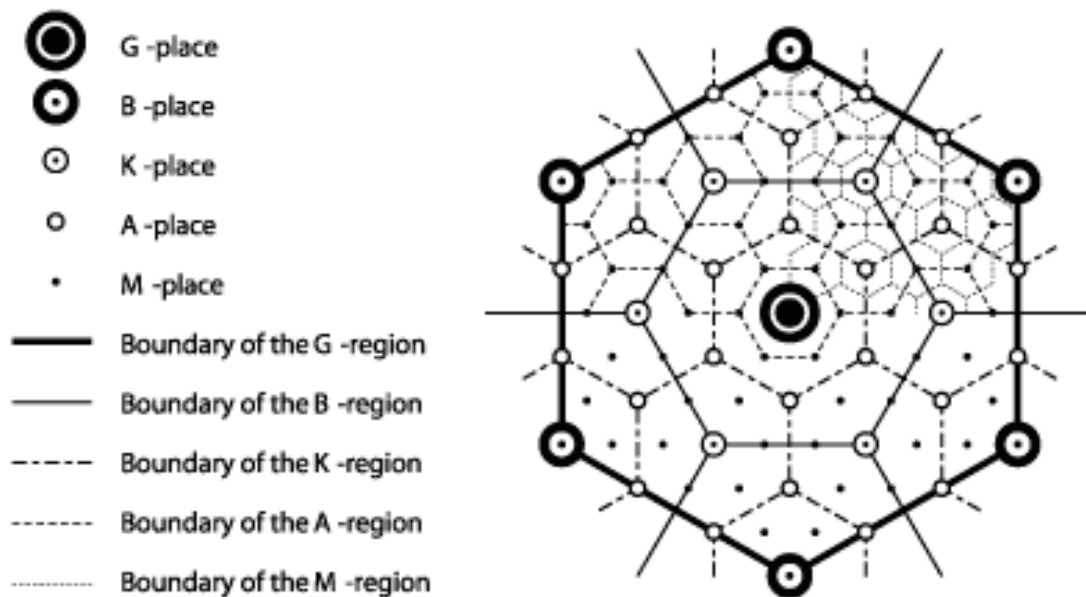 G -place
B -place
K -place
A -place
M -place
Boundary of the G -region
Boundary of the B -region
Boundary of the K -region
Boundary of the A -region
Boundary of the M -region